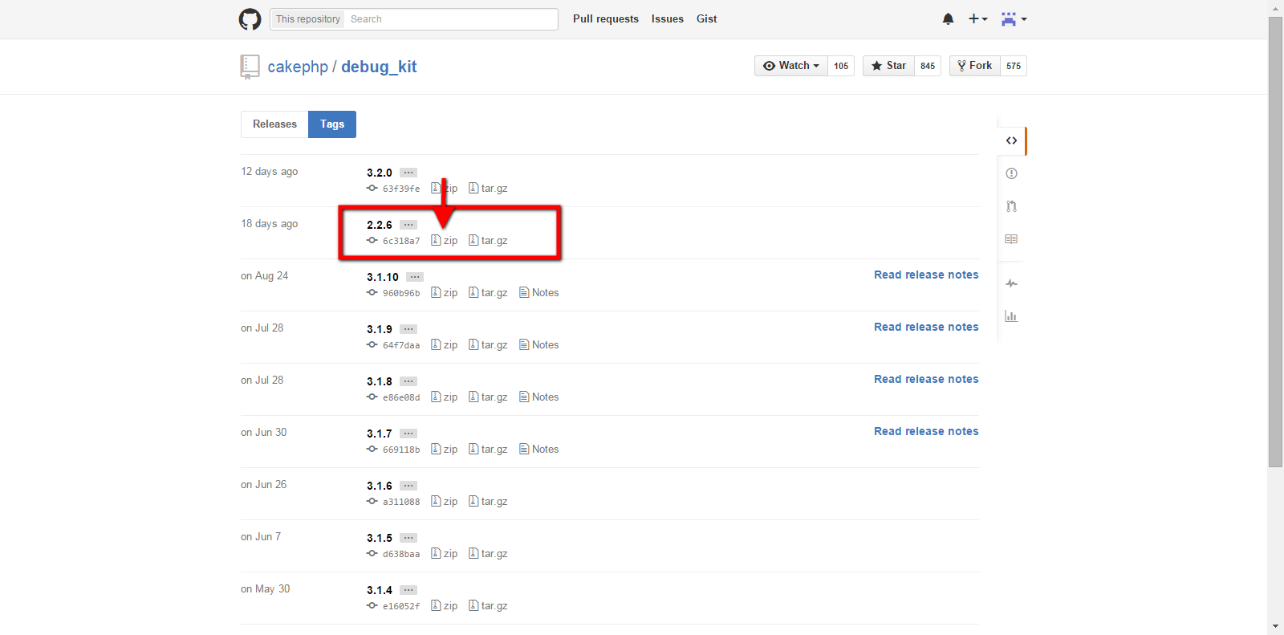 This repository Search Pull requests Issues Gist
cakephp / debug_kit Watch 105 Star 845 Fork 575
Releases Tags
12 days ago 3.2.0
63f39fe zip tar.gz
18 days ago 2.2.6
6c318a7 zip tar.gz
on Aug 24 3.1.10 Read release notes
960b96b zip tar.gz Notes
on Jul 28 3.1.9 Read release notes
64f7daa zip tar.gz Notes
on Jul 28 3.1.8 Read release notes
e86e08d zip tar.gz Notes
on Jun 30 3.1.7 Read release notes
669118b zip tar.gz Notes
on Jun 26 3.1.6
a311088 zip tar.gz
on Jun 7 3.1.5
d638baa zip tar.gz
on May 30 3.1.4
e16052f zip tar.gz